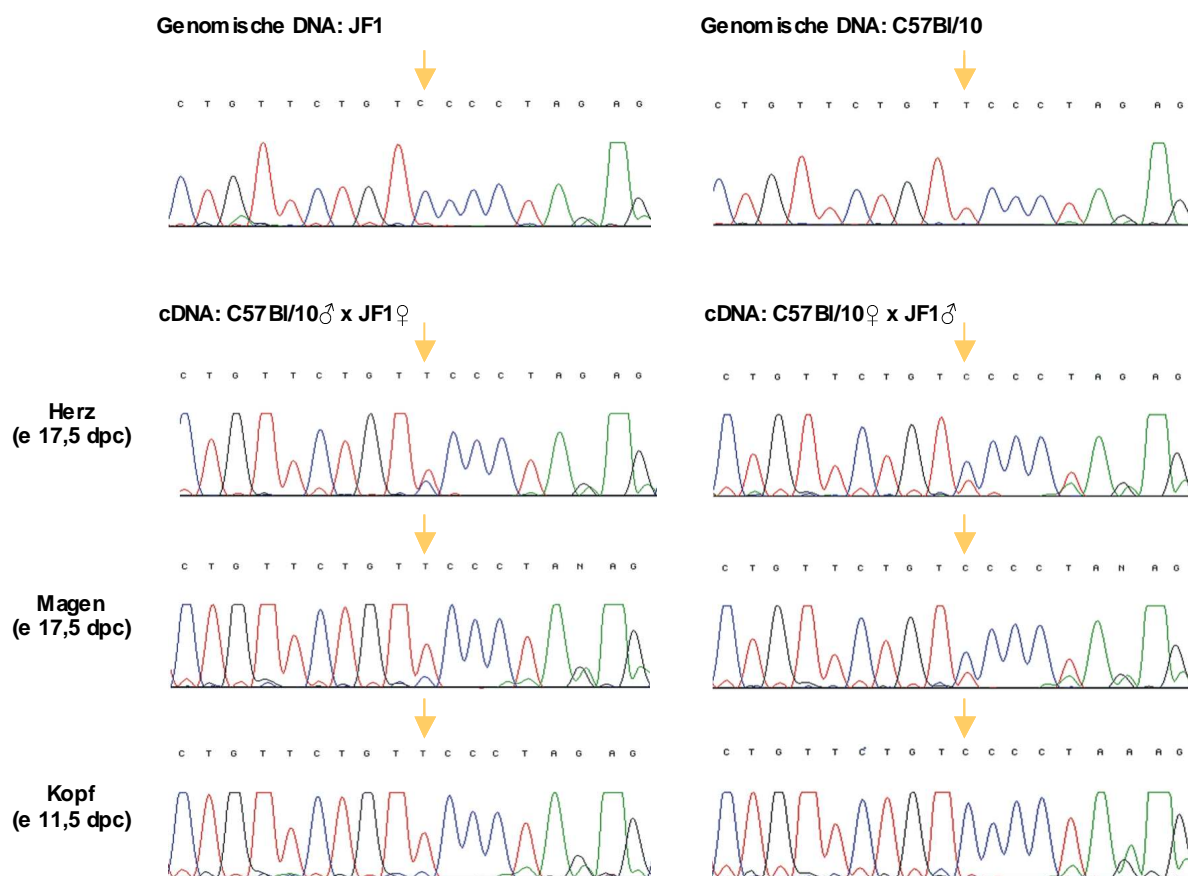 Genomische DNA: JF1
Genomische DNA: C57Bl/10
C T G T T C T G T C C C C T A G A G
C T G T T C T G T T C C C T A G A G
cDNA: C57Bl/10♂ x JF1♀
cDNA: C57Bl/10♀ x JF1♂
Herz
(e 17,5 dpc)
C T G T T C T G T T C C C T A G A G
C T G T T C T G T C C C C T A G A G
Magen
(e 17,5 dpc)
C T G T T C T G T T C C C T A N A G
C T G T T C T G T C C C C T A N A G
Kopf
(e 11,5 dpc)
C T G T T C T G T T C C C T A G A G
C T G T T C T G T C C C C T A A A G